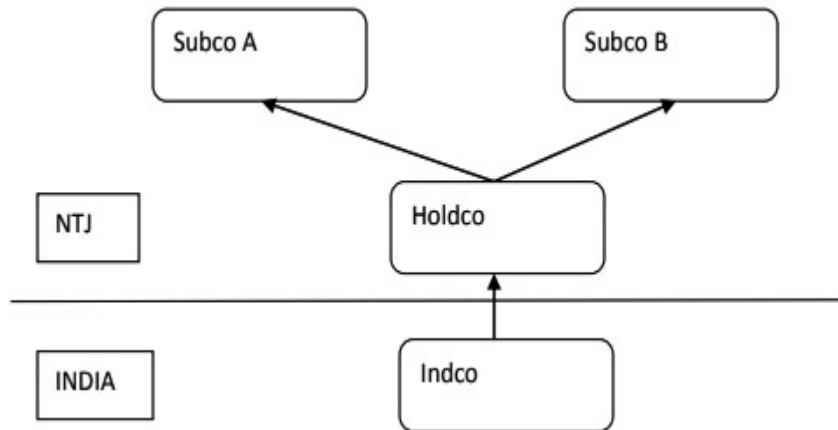 Subco A
Subco B
NTJ
Holdco
INDIA
Indco